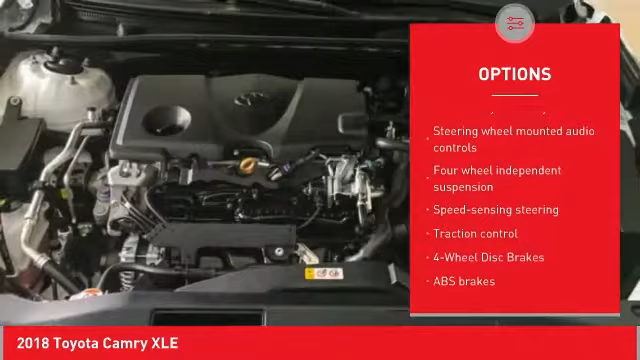 OPTIONS
Steering wheel mounted audio
controls
Four wheel independent
suspension
Speed-sensing steering
Traction control
4-Wheel Disc Brakes
ABS brakes
2018 Toyota Camry XLE